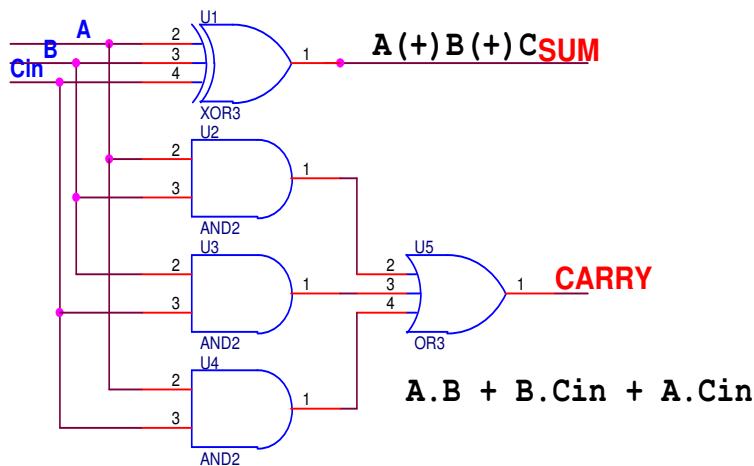 U1
A
2
B
3
Cin
4
1
A(+)B(+)CSUM
XOR3
U2
2
3
1
AND2
U3
2
3
1
AND2
U4
2
3
1
AND2
U5
2
3
4
1
CARRY
OR3
A.B + B.Cin + A.Cin